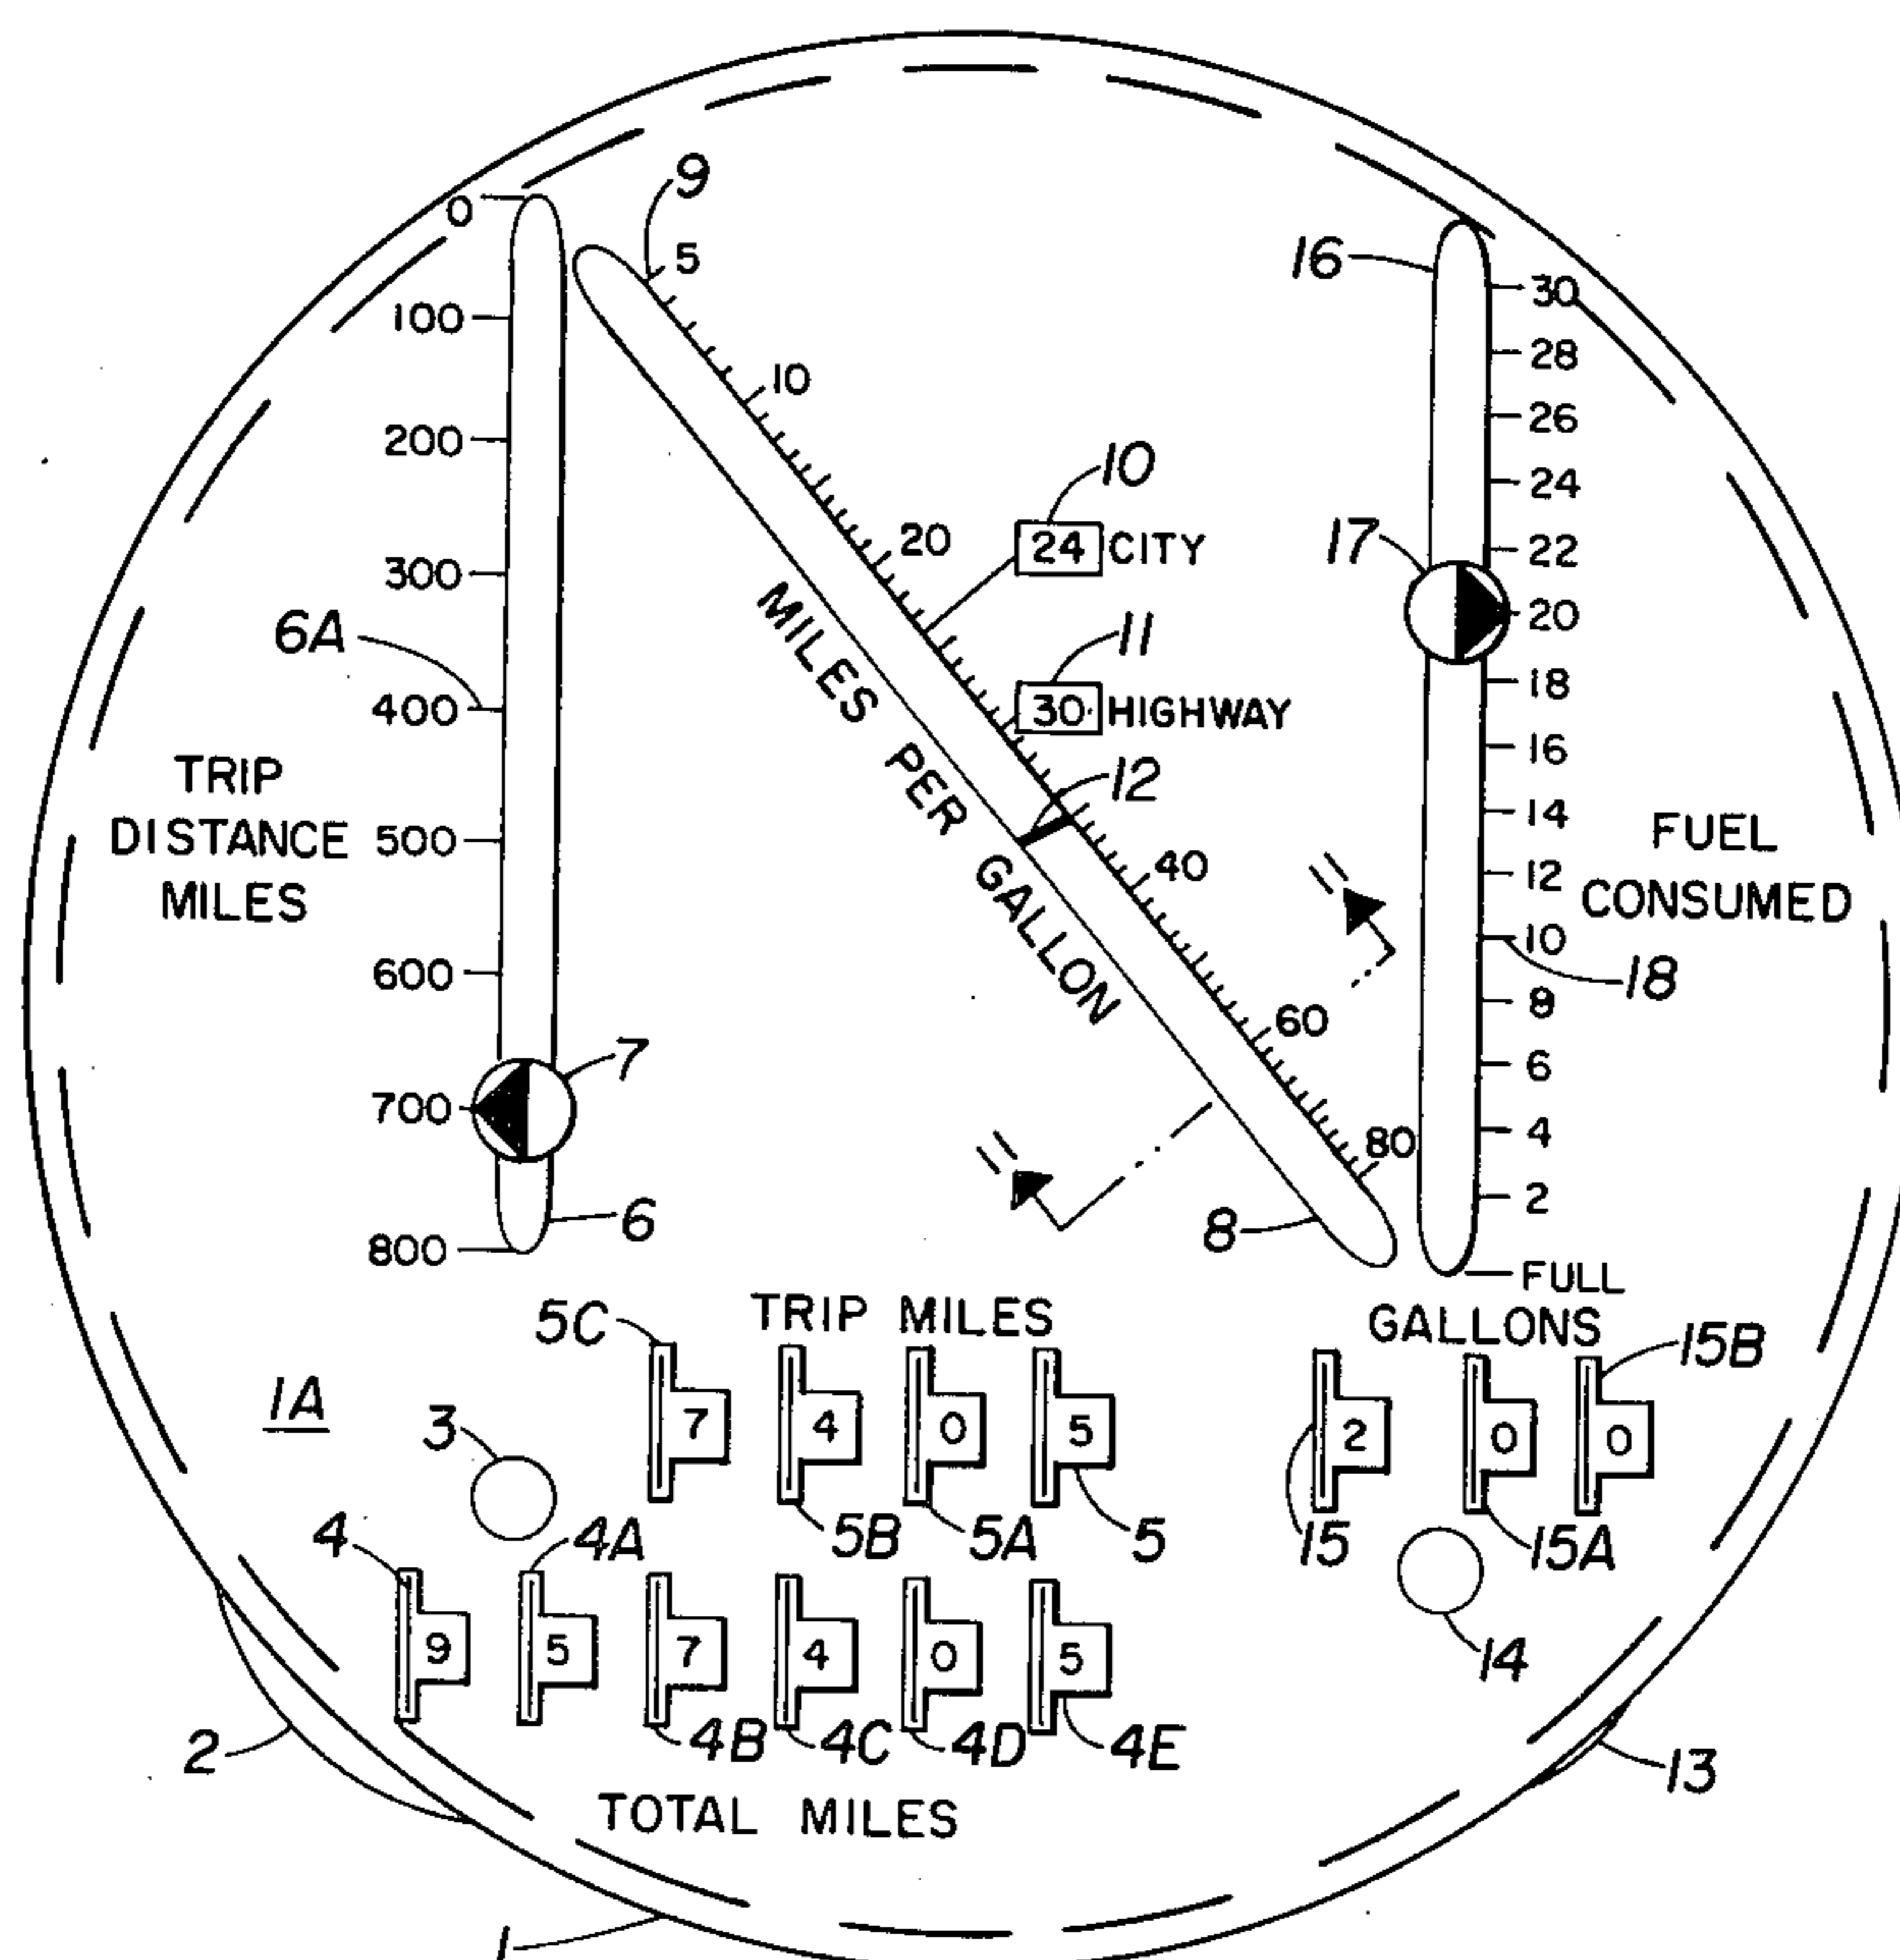 9
0
5
16
30
100
10
28
26
200
10
24
20
24 CITY
17
22
300
11
20
6A
30 HIGHWAY
18
400
12
16
TRIP
DISTANCE
MILES
MILES PER GALLON
14
500
40
FUEL
CONSUMED
12
10
18
600
60
8
7
6
700
80
4
6
8
2
800
FULL
5C
TRIP MILES
GALLONS
15B
1A
3
7 4 0 5
2 0 0
5B
5A
5
15
15A
4
4A
9 5 7 4 0 5
14
2
4B
4C
4D
4E
13
TOTAL MILES
1
11
11